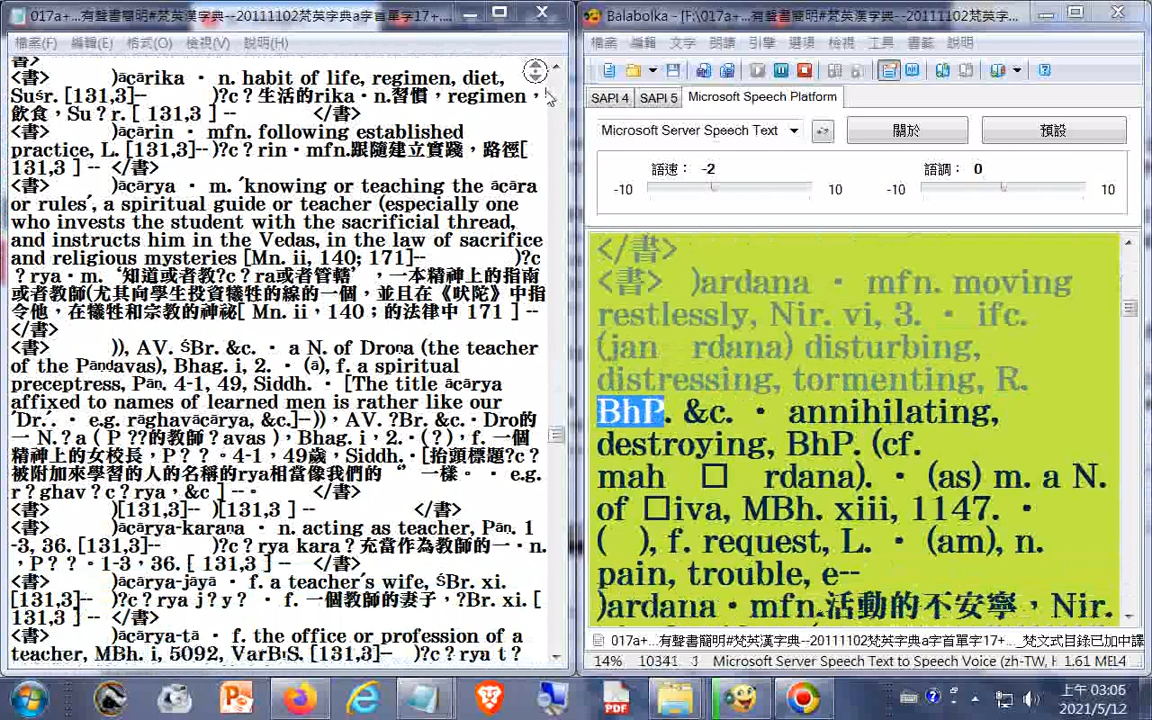 017a+...有聲書簡明#梵英漢字典--20111102梵英字典a字首單字17+...
檔案(F) 編輯(E) 格式(O) 檢視(V) 說明(H)
書>
<書> )ācārika ‧ n. habit of life, regimen, diet,
Suśr. [131,3]-- )?c?生活的rika‧n.習慣,regimen,
飲食,Su?r. [ 131,3 ] -- </書>
<書> )ācārin ‧ mfn. following established
practice, L. [131,3]-- )?c?rin‧mfn.跟隨建立實踐,路徑[
131,3 ] -- </書>
<書> )ācārya ‧ m. 'knowing or teaching the ācāra
or rules', a spiritual guide or teacher (especially one
who invests the student with the sacrificial thread,
and instructs him in the Vedas, in the law of sacrifice
and religious mysteries [Mn. ii, 140; 171]-- )?c
?rya‧m.‘知道或者教?c?ra或者管轄’,一本精神上的指南
或者教師(尤其向學生投資犧牲的線的一個,並且在《吠陀》中指
令他,在犧牲和宗教的神祕[ Mn. ii,140;的法律中 171 ] --
</書>
<書> )), AV. ŚBr. &c. ‧ a N. of Droṇa (the teacher
of the Pāṇḍavas), Bhag. i, 2. ‧ (ā), f. a spiritual
preceptress, Pāṇ. 4-1, 49, Siddh. ‧ [The title ācārya
affixed to names of learned men is rather like our
'Dr.' ‧ e.g. rāghavācārya, &c.]--)), AV. ?Br. &c.‧Dro的
一 N.?a ( P ??的教師?avas ), Bhag. i,2.‧(?), f. 一個
精神上的女校長,P??。4-1,49歲,Siddh.‧[抬頭標題?c?
被附加來學習的人的名稱的rya相當像我們的 〝〞一樣。‧e.g.
r?ghav?c?rya,&c ] --‧ </書>
<書> )[131,3]-- )[131,3 ] -- </書>
<書> )ācārya-karaṇa ‧ n. acting as teacher, Pāṇ. 1
-3, 36. [131,3]-- )?c?rya kara?充當作為教師的一‧n.
,P??。1-3,36. [ 131,3 ] -- </書>
<書> )ācārya-jāyā ‧ f. a teacher's wife, ŚBr. xi.
[131,3]-- )?c?rya j?y? ‧ f. 一個教師的妻子,?Br. xi. [
131,3 ] -- </書>
<書> )ācārya-tā ‧ f. the office or profession of a
teacher, MBh. i, 5092, VarBṛS. [131,3]-- )?c?rya t?
Balabolka - [F:\017a+...有聲書簡明#梵英漢字典--20111102梵英字...
檔案 編輯 文字 朗讀 引擎 選項 檢視 工具 書籤 說明
SAPI 4 SAPI 5 Microsoft Speech Platform
Microsoft Server Speech Text 關於 預設
語速: -2 語調: 0
-10 10 -10 10
</書>
<書> )ardana ‧ mfn. moving
restlessly, Nir. vi, 3. ‧ ifc.
(jan rdana) disturbing,
distressing, tormenting, R.
BhP. &c. ‧ annihilating,
destroying, BhP. (cf.
mah □ rdana). ‧ (as) m. a N.
of □iva, MBh. xiii, 1147. ‧
( ), f. request, L. ‧ (am), n.
pain, trouble, e--
)ardana‧mfn.活動的不安寧,Nir.
017a+...有聲書簡明#梵英漢字典--20111102梵英字典a字首單字17+..._梵文式目錄已加中譯
14% 10341 Microsoft Server Speech Text to Speech Voice (zh-TW, H 1.61 MEL4
上午 03:06
2021/5/12